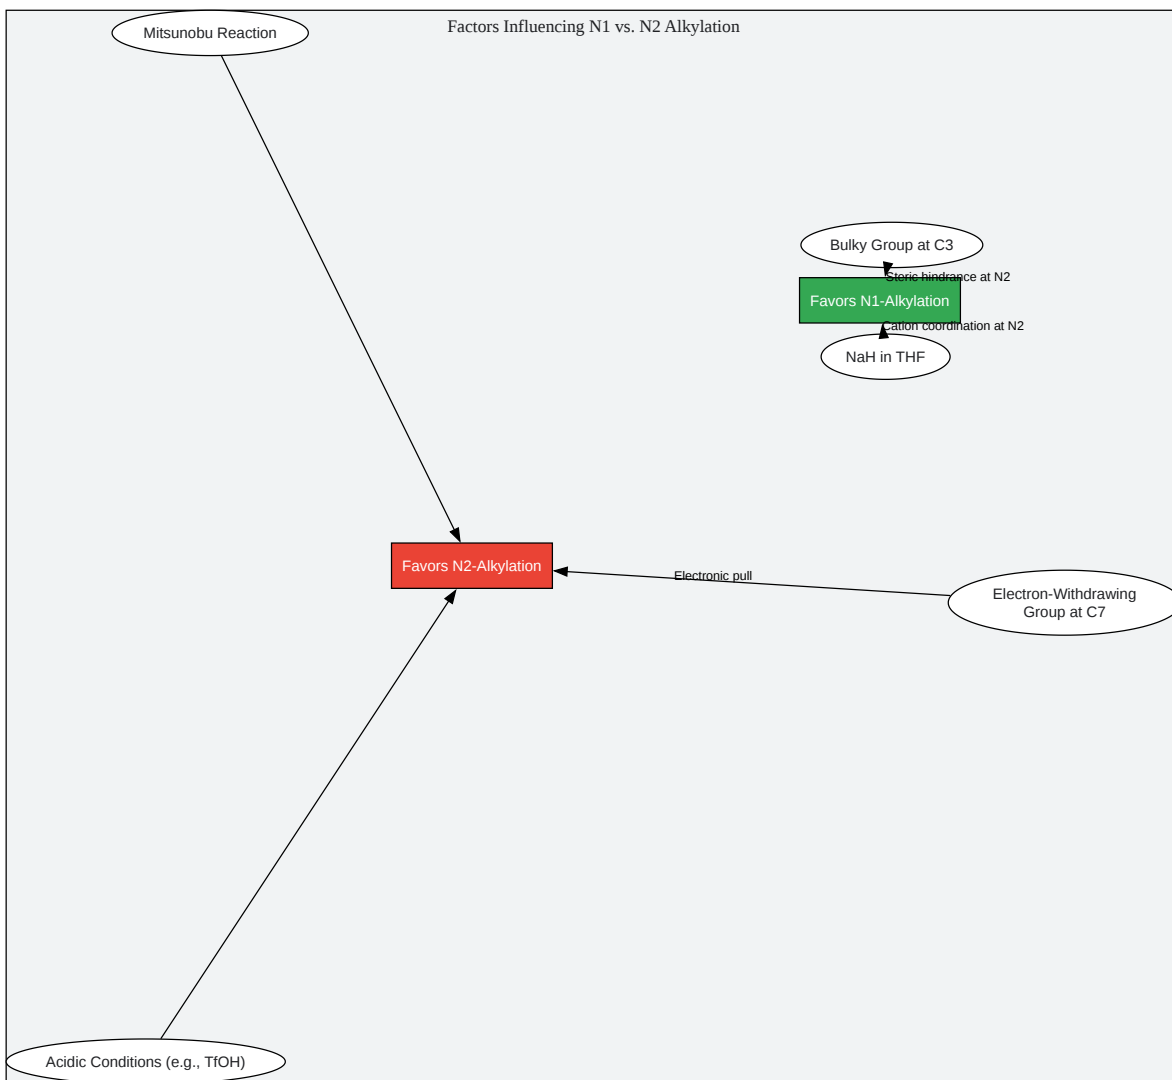 Mitsunobu Reaction
Factors Influencing N1 vs. N2 Alkylation
Bulky Group at C3
Steric hindrance at N2
Favors N1-Alkylation
Cation coordination at N2
NaH in THF
Favors N2-Alkylation
Electronic pull
Electron-Withdrawing
Group at C7
Acidic Conditions (e.g., TfOH)